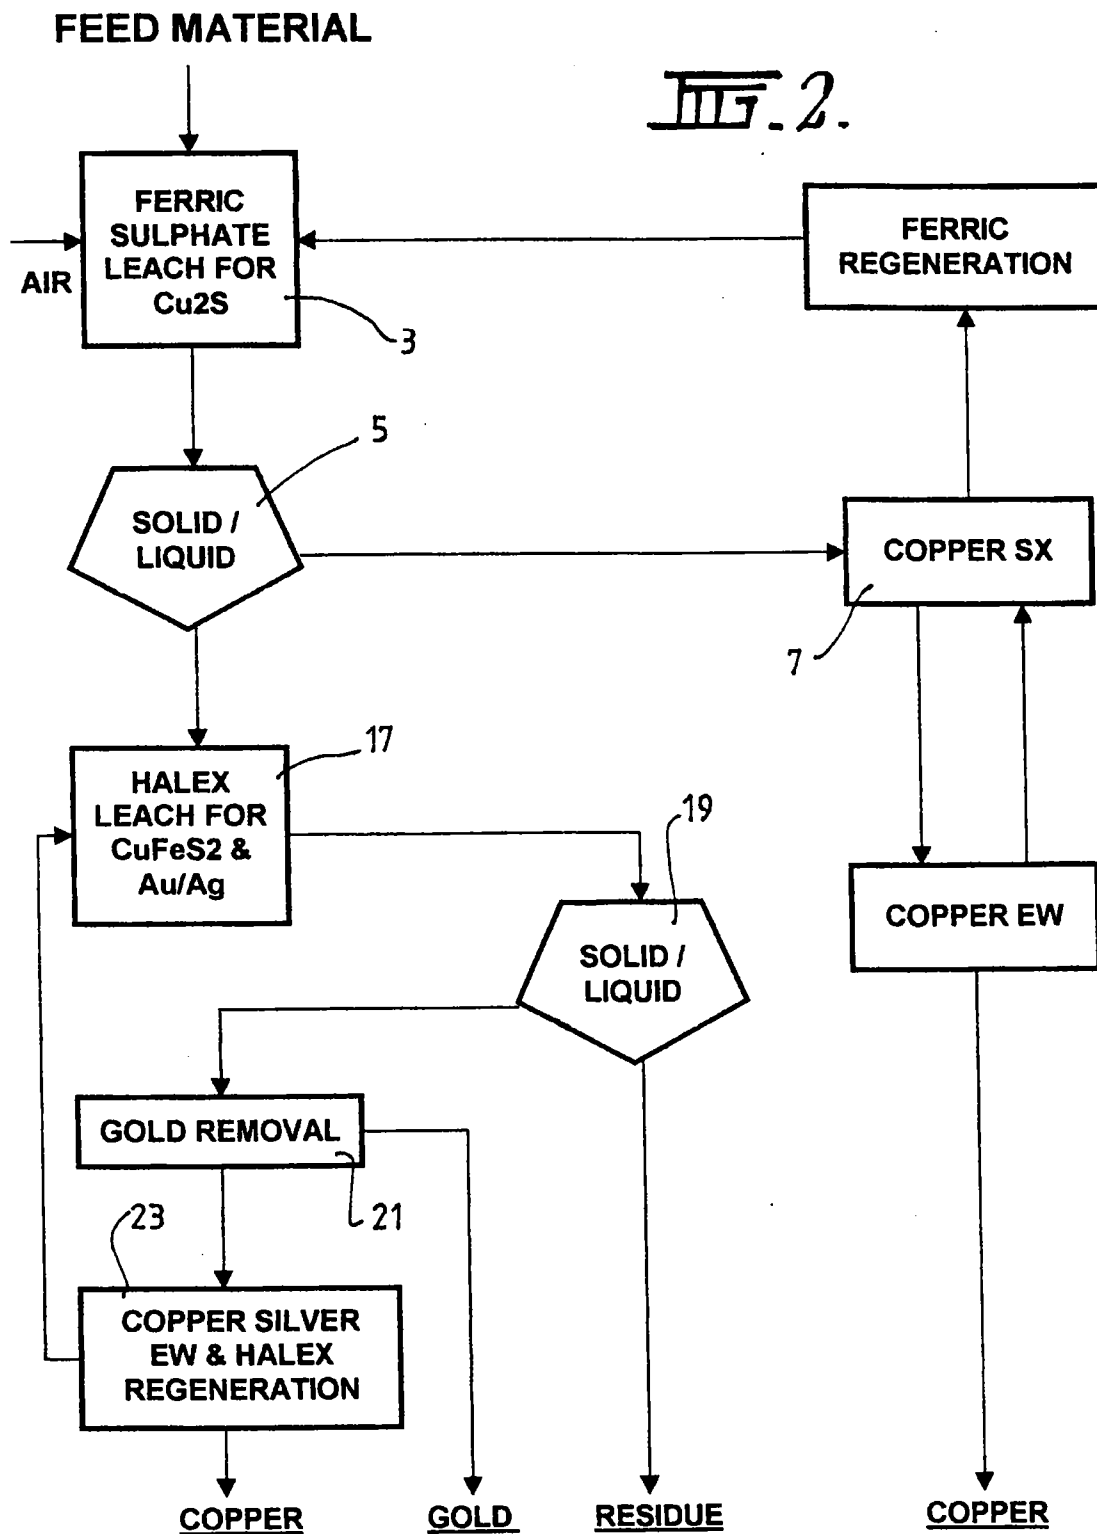 FEED MATERIAL
FIG. 2.
FERRIC
SULPHATE
LEACH FOR
Cu2S
AIR
3
FERRIC
REGENERATION
5
SOLID /
LIQUID
COPPER SX
7
17
HALEX
LEACH FOR
CuFeS2 &
Au/Ag
19
SOLID /
LIQUID
COPPER EW
GOLD REMOVAL
21
23
COPPER SILVER
EW & HALEX
REGENERATION
COPPER
GOLD
RESIDUE
COPPER